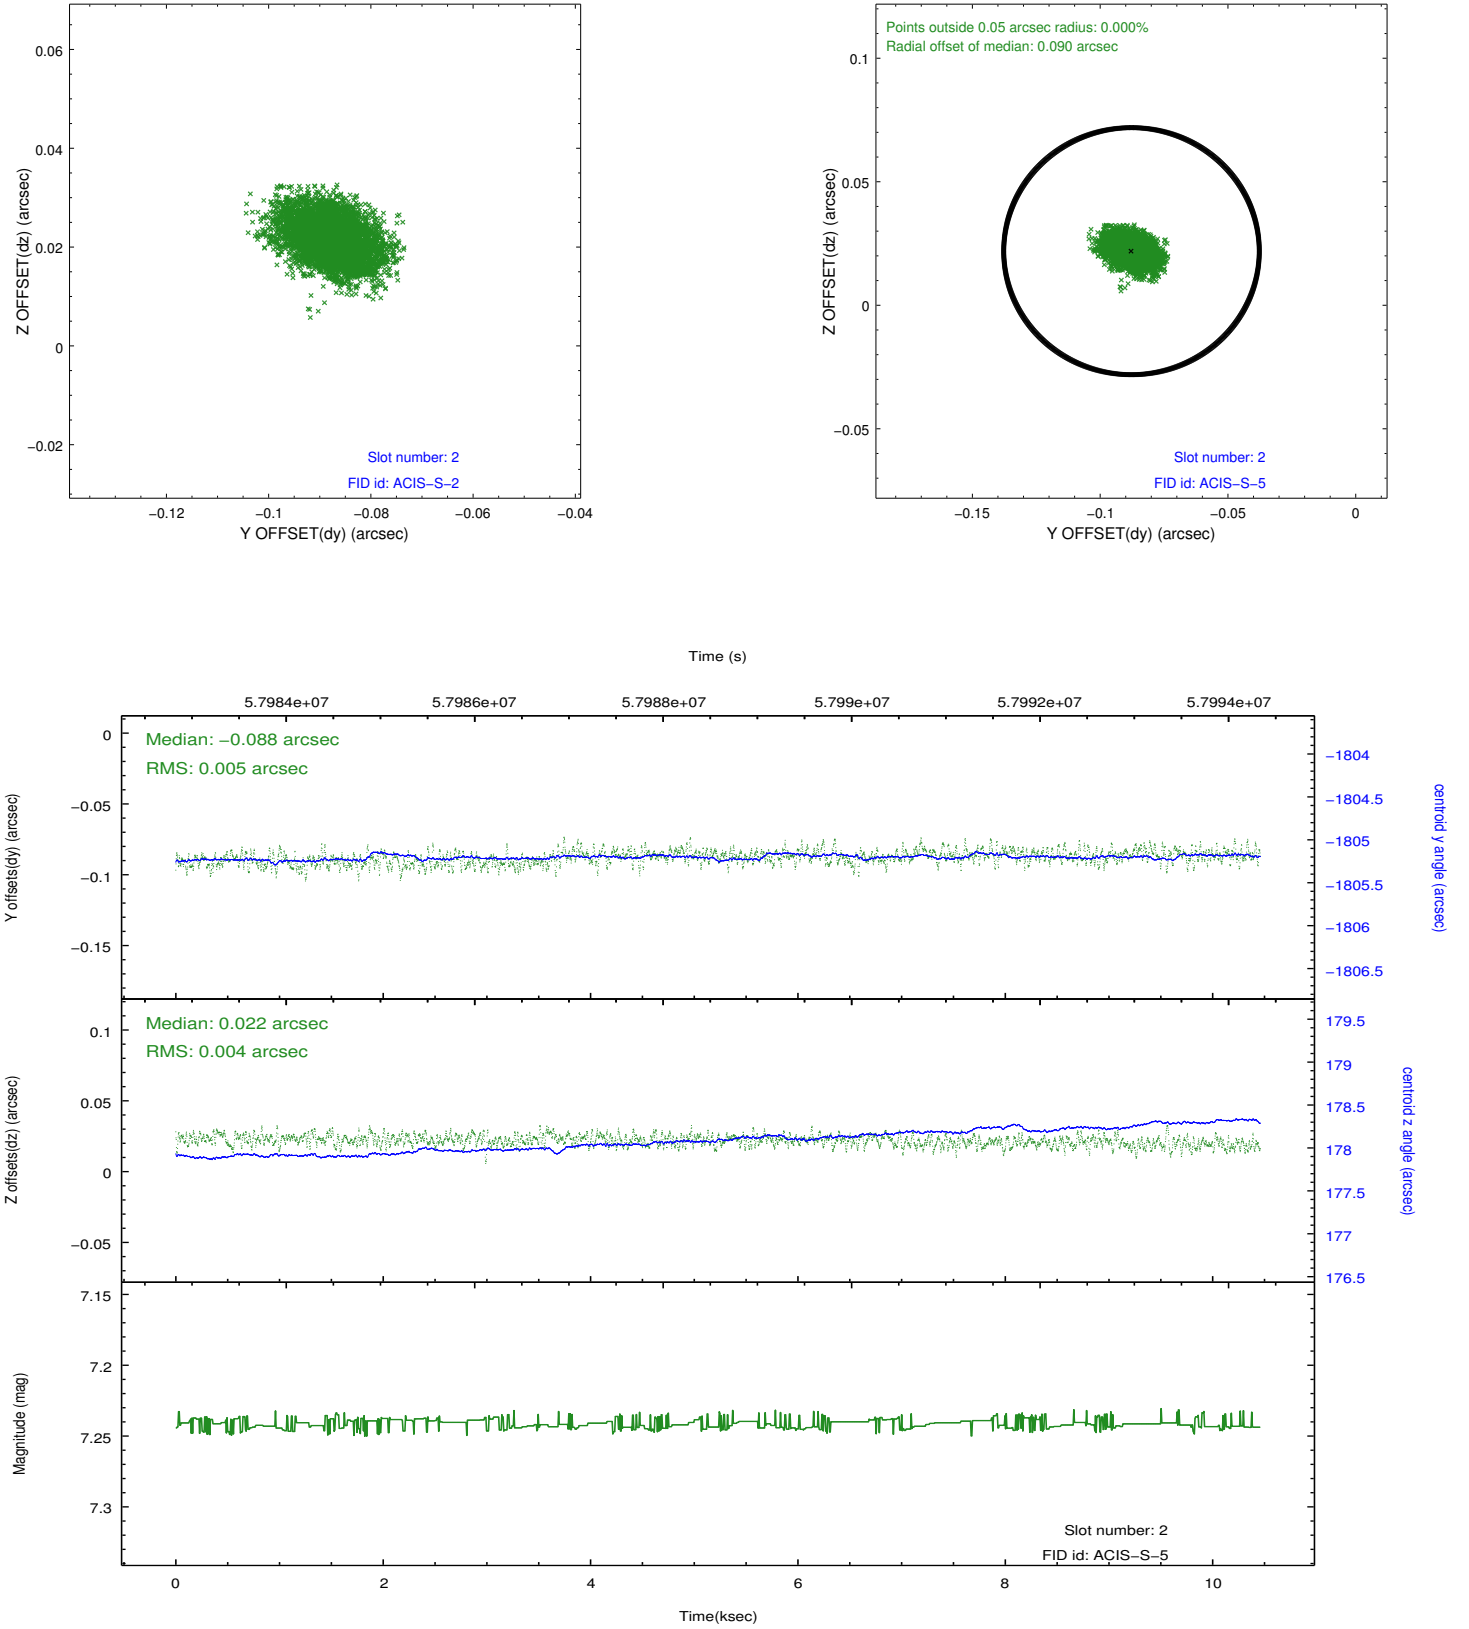 0.06
0.04
0.02
0
−0.02
Z OFFSET(dz) (arcsec)
Slot number: 2
FID id: ACIS−S−2
−0.12
−0.1
−0.08
−0.06
−0.04
Y OFFSET(dy) (arcsec)
Points outside 0.05 arcsec radius: 0.000%
Radial offset of median: 0.090 arcsec
0.1
0.05
0
−0.05
Z OFFSET(dz) (arcsec)
Slot number: 2
FID id: ACIS−S−5
−0.15
−0.1
−0.05
0
Y OFFSET(dy) (arcsec)
Time (s)
5.7984e+07
5.7986e+07
5.7988e+07
5.799e+07
5.7992e+07
5.7994e+07
Median: −0.088 arcsec
RMS: 0.005 arcsec
0
−0.05
−0.1
−0.15
Y offsets(dy) (arcsec)
−1804
−1804.5
−1805
−1805.5
−1806
−1806.5
centroid y angle (arcsec)
Median: 0.022 arcsec
RMS: 0.004 arcsec
0.1
0.05
0
−0.05
Z offsets(dz) (arcsec)
179.5
179
178.5
178
177.5
177
176.5
centroid z angle (arcsec)
7.15
7.2
7.25
7.3
Magnitude (mag)
Slot number: 2
FID id: ACIS−S−5
0
2
4
6
8
10
Time(ksec)